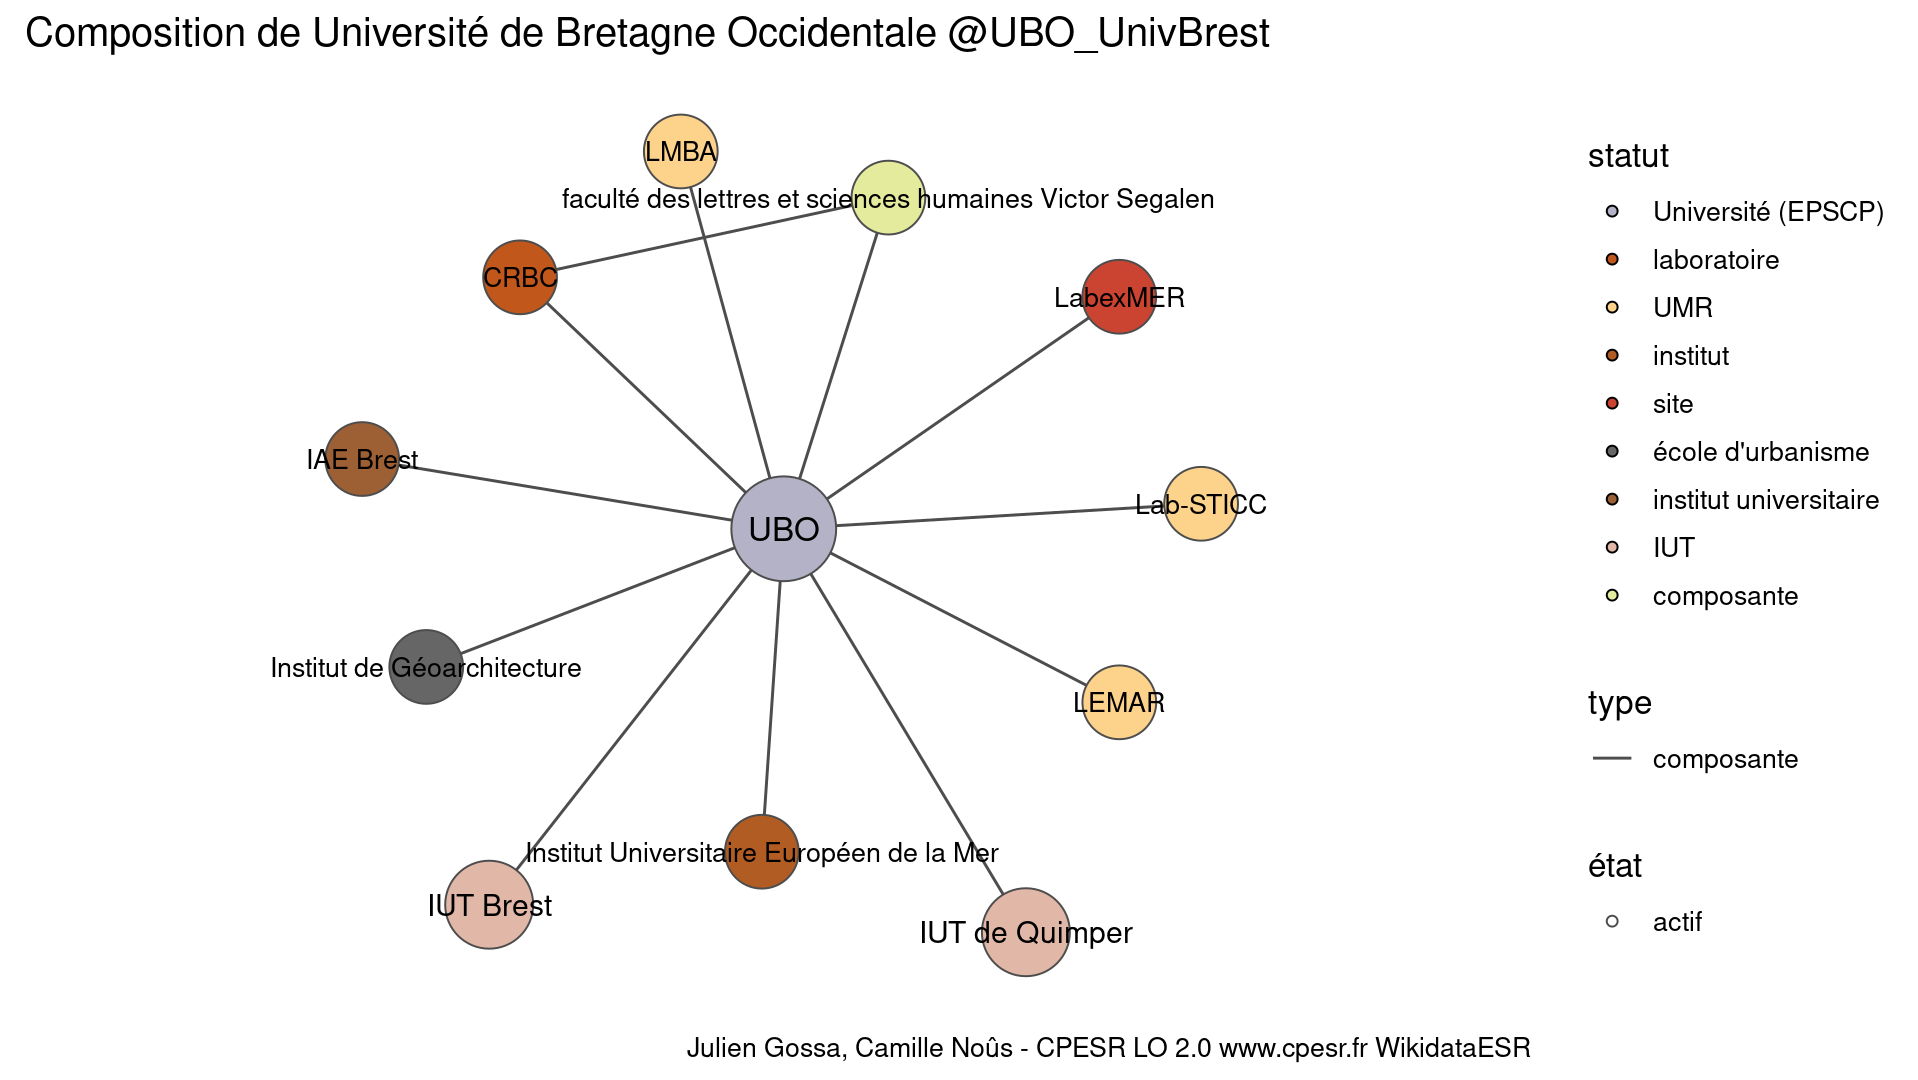 Composition de Université de Bretagne Occidentale @UBO_UnivBrest
LMBA
faculté des lettres et sciences humaines Victor Segalen
CRBC
LabexMER
IAE Brest
Lab-STICC
UBO
Institut de Géoarchitecture
LEMAR
Institut Universitaire Européen de la Mer
IUT Brest
IUT de Quimper
statut
Université (EPSCP)
laboratoire
UMR
institut
site
école d'urbanisme
institut universitaire
IUT
composante
type
composante
état
actif
Julien Gossa, Camille Noûs - CPESR LO 2.0 www.cpesr.fr WikidataESR